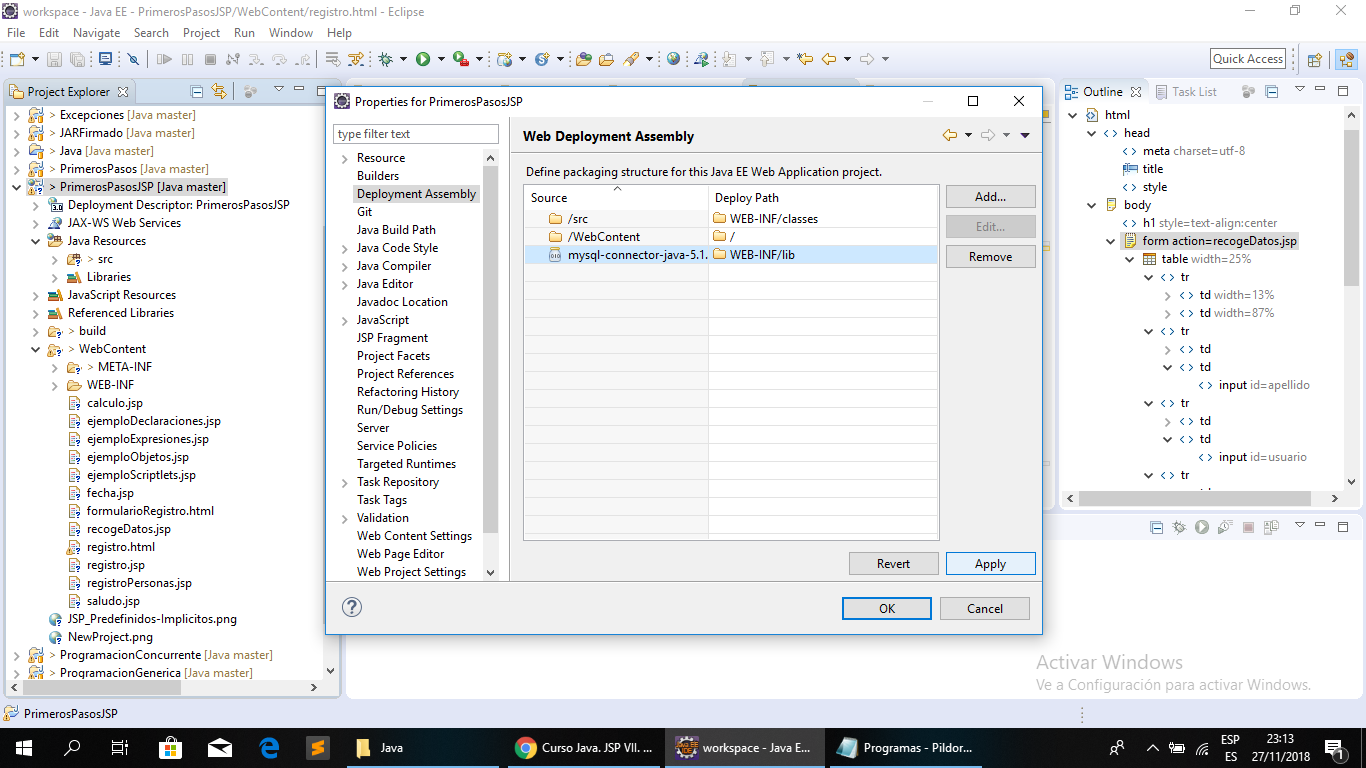 workspace - Java EE - PrimerosPasosJSP/WebContent/registro.html - Eclipse
File Edit Navigate Search Project Run Window Help
Quick Access
Project Explorer
> Excepciones [Java master]
> JARFirmado [Java master]
> Java [Java master]
> PrimerosPasos [Java master]
> PrimerosPasosJSP [Java master]
Deployment Descriptor: PrimerosPasosJSP
JAX-WS Web Services
Java Resources
> src
Libraries
JavaScript Resources
Referenced Libraries
> build
> WebContent
> META-INF
WEB-INF
calculo.jsp
ejemploDeclaraciones.jsp
ejemploExpresiones.jsp
ejemploObjetos.jsp
ejemploScriptlets.jsp
fecha.jsp
formularioRegistro.html
recogeDatos.jsp
registro.html
registro.jsp
registroPersonas.jsp
saludo.jsp
JSP_Predefinidos-Implicitos.png
NewProject.png
> ProgramacionConcurrente [Java master]
> ProgramacionGenerica [Java master]
Properties for PrimerosPasosJSP
type filter text
Resource
Builders
Deployment Assembly
Git
Java Build Path
Java Code Style
Java Compiler
Java Editor
Javadoc Location
JavaScript
JSP Fragment
Project Facets
Project References
Refactoring History
Run/Debug Settings
Server
Service Policies
Targeted Runtimes
Task Repository
Task Tags
Validation
Web Content Settings
Web Page Editor
Web Project Settings
Web Deployment Assembly
Define packaging structure for this Java EE Web Application project.
Source Deploy Path
/src WEB-INF/classes
/WebContent /
mysql-connector-java-5.1. WEB-INF/lib
Add...
Edit...
Remove
Revert Apply
OK Cancel
Outline Task List
html
head
meta charset=utf-8
title
style
body
h1 style=text-align:center
form action=recogeDatos.jsp
table width=25%
tr
td width=13%
td width=87%
tr
td
td
input id=apellido
tr
td
td
input id=usuario
tr
Activar Windows
Ve a Configuración para activar Windows.
PrimerosPasosJSP
Java
Curso Java. JSP VII. ...
workspace - Java E...
Programas - Pildor...
ESP
ES
23:13
27/11/2018
1